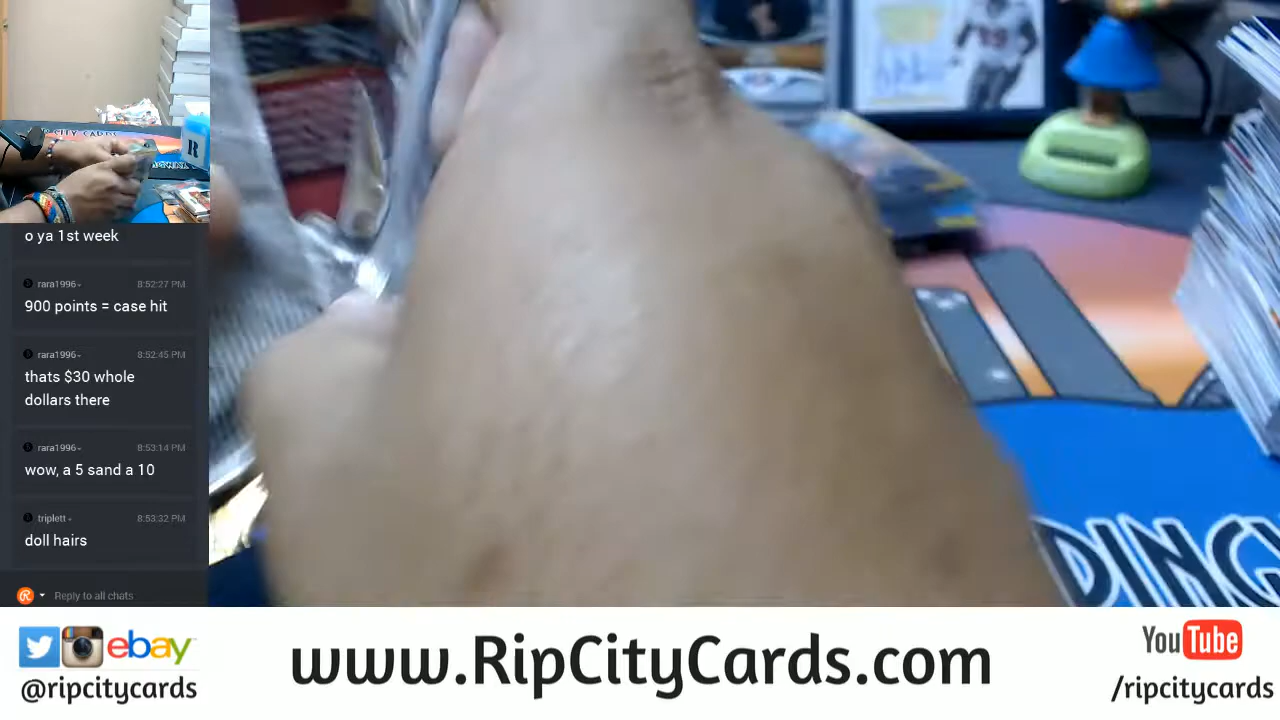 CITY CARDS
R
o ya 1st week
rara1996
8:52:27 PM
900 points = case hit
rara1996
8:52:45 PM
thats $30 whole
dollars there
rara1996
8:53:14 PM
wow, a 5 sand a 10
triplett
8:53:32 PM
doll hairs
Reply to all chats
ebay
@ripcitycards
www.RipCityCards.com
YouTube
/ripcitycards